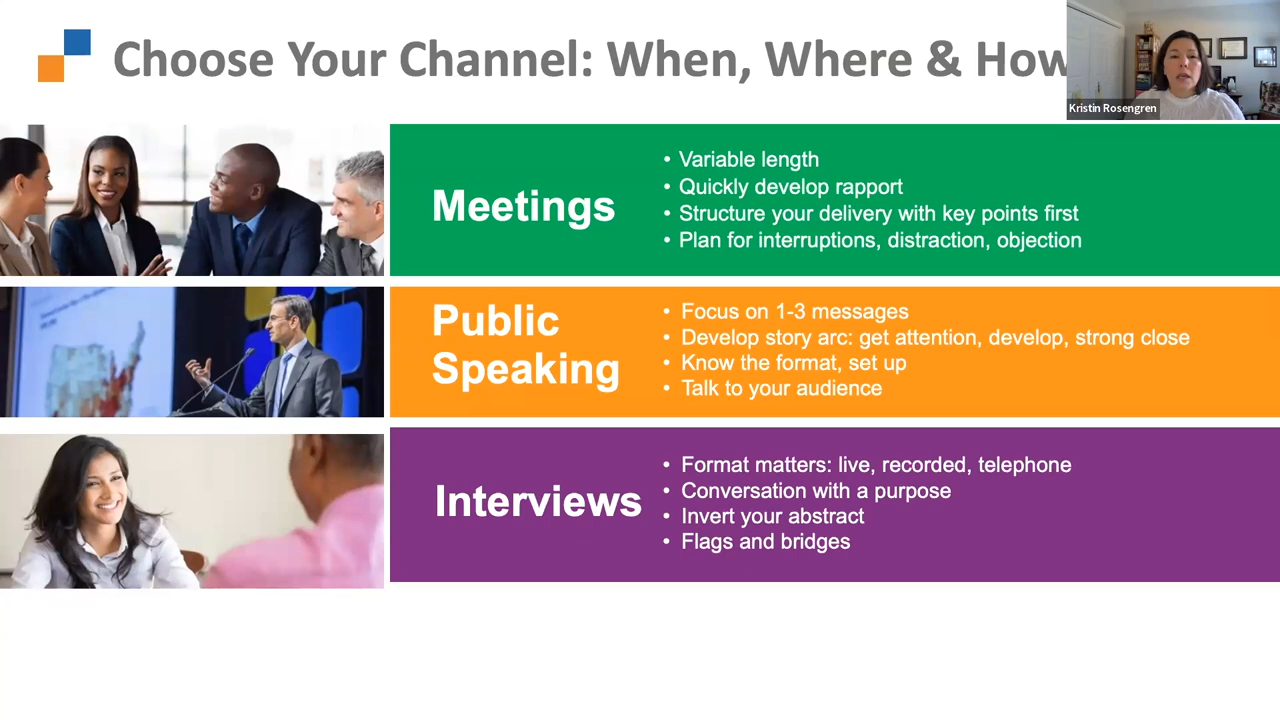 Choose Your Channel: When, Where & How
Kristin Rosengren
Meetings
• Variable length
• Quickly develop rapport
• Structure your delivery with key points first
• Plan for interruptions, distraction, objection
Public
Speaking
• Focus on 1-3 messages
• Develop story arc: get attention, develop, strong close
• Know the format, set up
• Talk to your audience
Interviews
• Format matters: live, recorded, telephone
• Conversation with a purpose
• Invert your abstract
• Flags and bridges